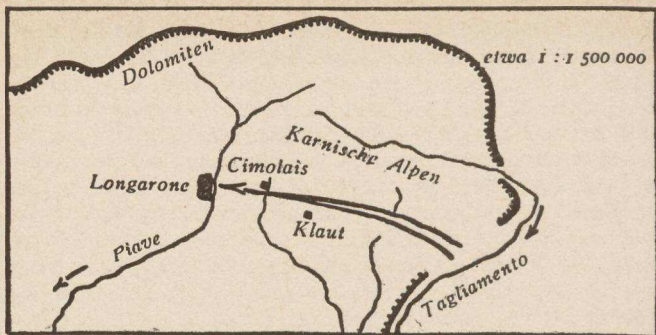 Dolomiten
etwa 1 : 1 500 000
Karnische Alpen
Cimolais
Longarone
Klaut
Piave
Tagliamento